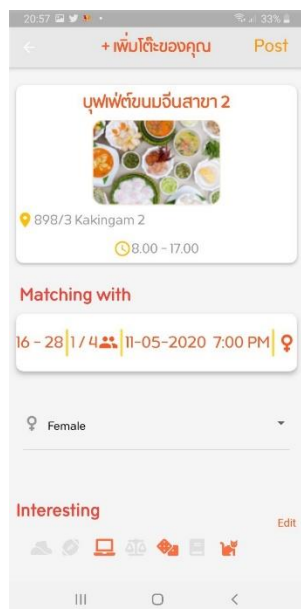 20:57 33%
+ เพิ่มโต๊ะของคุณ Post
บุฟเฟ่ต์ขนมจีนสาขา 2
898/3 Kakingam 2
8.00 - 17.00
Matching with
16 - 28 1 / 4 11-05-2020 7:00 PM
Female
Interesting
Edit